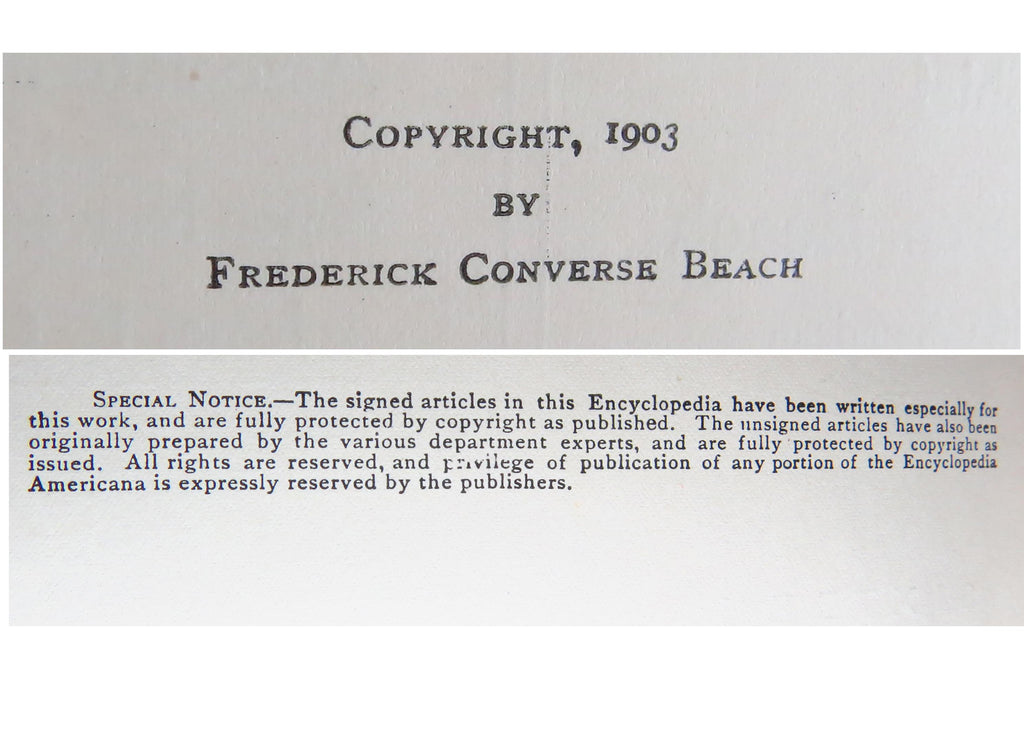 COPYRIGHT, 1903
BY
FREDERICK CONVERSE BEACH
SPECIAL NOTICE.—The signed articles in this Encyclopedia have been written especially for
this work, and are fully protected by copyright as published. The unsigned articles have also been
originally prepared by the various department experts, and are fully protected by copyright as
issued. All rights are reserved, and privilege of publication of any portion of the Encyclopedia
Americana is expressly reserved by the publishers.